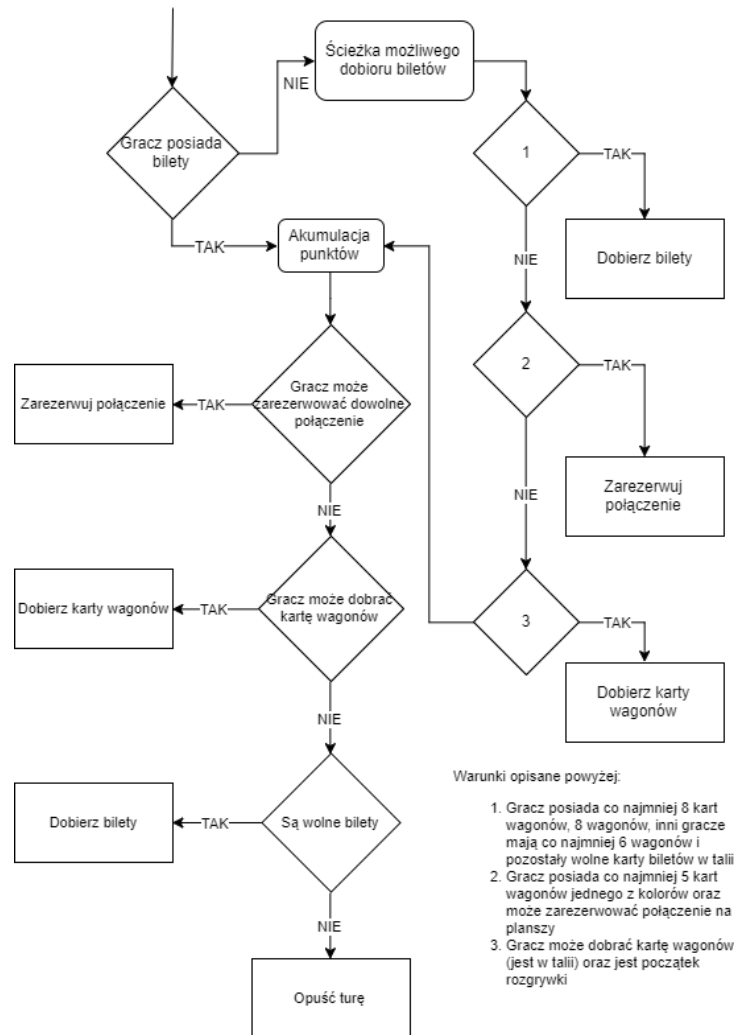 Ścieżka możliwego
dobioru biletów
NIE
Gracz posiada
bilety
1
TAK
TAK
Akumulacja
punktów
NIE
Dobierz bilety
2
TAK
Gracz może
zarezerwować dowolne
połączenie
TAK
Zarezerwuj połączenie
NIE
NIE
Zarezerwuj
połączenie
Gracz może dobrać
kartę wagonów
TAK
Dobierz karty wagonów
3
TAK
Dobierz karty
wagonów
NIE
Są wolne bilety
TAK
Dobierz bilety
NIE
Opuść turę
Warunki opisane powyżej:
1. Gracz posiada co najmniej 8 kart
wagonów, 8 wagonów, inni gracze
mają co najmniej 6 wagonów i
pozostały wolne karty biletów w talii
2. Gracz posiada co najmniej 5 kart
wagonów jednego z kolorów oraz
może zarezerwować połączenie na
planszy
3. Gracz może dobrać kartę wagonów
(jest w talii) oraz jest początek
rozgrywki